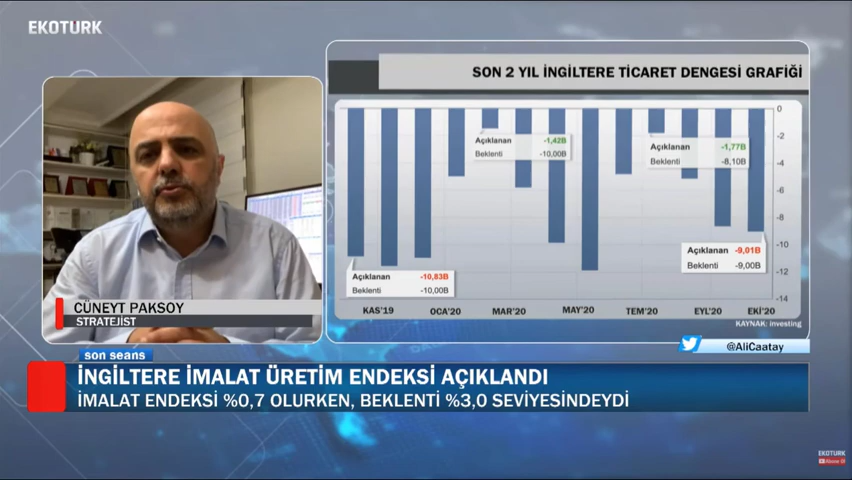 EKOTÜRK
SON 2 YIL İNGİLTERE TİCARET DENGESİ GRAFİĞİ
0
-2
-4
-6
-8
-10
-12
-14
Açıklanan -1,42B
Beklenti -10,00B
Açıklanan -1,77B
Beklenti -8,10B
Açıklanan -10,83B
Beklenti -10,00B
Açıklanan -9,01B
Beklenti -9,00B
KAS'19 OCA'20 MAR'20 MAY'20 TEM'20 EYL'20 EKİ'20
KAYNAK: investing
CÜNEYT PAKSOY
STRATEJİST
@AliCaatay
son seans
İNGİLTERE İMALAT ÜRETİM ENDEKSİ AÇIKLANDI
İMALAT ENDEKSİ %0,7 OLURKEN, BEKLENTİ %3,0 SEVİYESİNDEYDİ
EKOTÜRK
Abone Ol